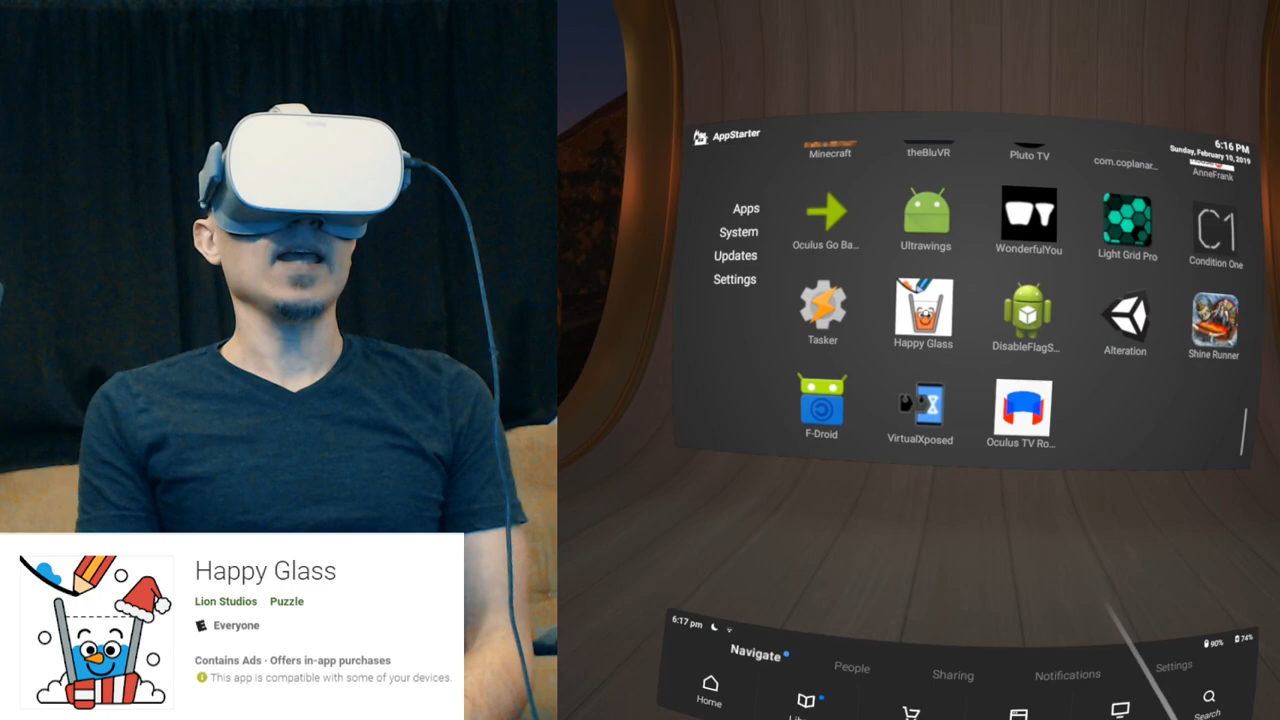 AppStarter
6:16 PM
Sunday, February 10, 2019
Minecraft
theBluVR
Pluto TV
com.coplanar...
AnneFrank
Apps
System
Updates
Settings
Oculus Go Ba...
Ultrawings
WonderfulYou
Light Grid Pro
C1
Condition One
Tasker
Happy Glass
DisableFlagS...
Alteration
Shine Runner
F-Droid
VirtualXposed
Oculus TV Ro...
Happy Glass
Lion Studios Puzzle
E Everyone
Contains Ads · Offers in-app purchases
This app is compatible with some of your devices.
6:17 pm
90% 74%
Navigate
People
Sharing
Notifications
Settings
Home
Search